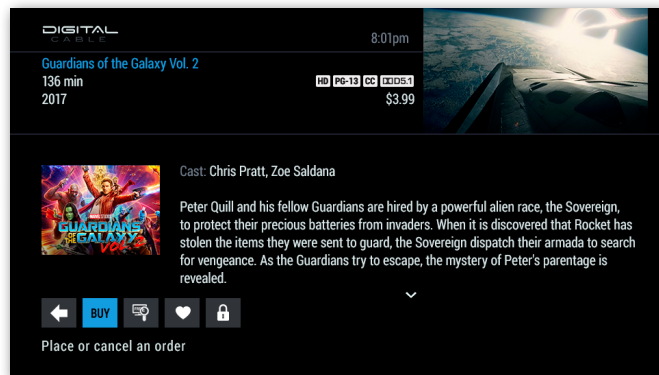 DIGITAL
CABLE
8:01pm
Guardians of the Galaxy Vol. 2
136 min
HD PG-13 CC DD5.1
2017
$3.99
Cast: Chris Pratt, Zoe Saldana
Peter Quill and his fellow Guardians are hired by a powerful alien race, the Sovereign,
to protect their precious batteries from invaders. When it is discovered that Rocket has
stolen the items they were sent to guard, the Sovereign dispatch their armada to search
for vengeance. As the Guardians try to escape, the mystery of Peter's parentage is
revealed.
GUARDIANS
OF THE GALAXY
VOL. 2
BUY
Place or cancel an order